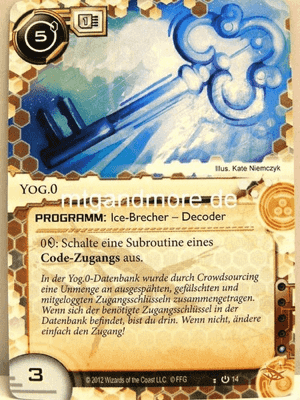 5
Illus. Kate Niemczyk
YOG.0
mtgandmore.de
PROGRAMM: Ice-Brecher – Decoder
0: Schalte eine Subroutine eines
Code-Zugangs aus.
In der Yog.0-Datenbank wurde durch Crowdsourcing
eine Unmenge an ausgespähten, gefälschten und
mitgeloggten Zugangsschlüsseln zusammengetragen.
Wenn sich der benötigte Zugangsschlüssel in der
Datenbank befindet, bist du drin. Wenn nicht, ändere
einfach den Zugang!
3
© 2012 Wizards of the Coast LLC. © FFG
14